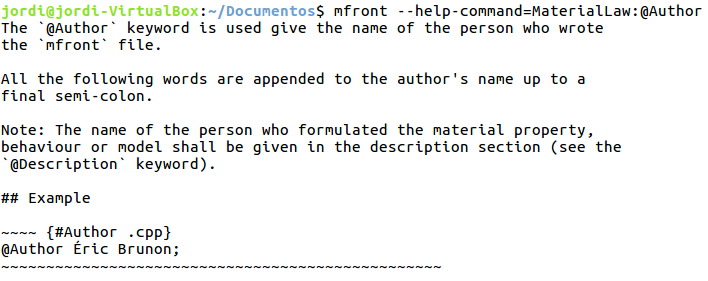 jordi@jordi-VirtualBox:~/Documentos$ mfront --help-command=MaterialLaw:@Author
The `@Author` keyword is used give the name of the person who wrote
the `mfront` file.
All the following words are appended to the author's name up to a
final semi-colon.
Note: The name of the person who formulated the material property,
behaviour or model shall be given in the description section (see the
`@Description` keyword).
## Example
~~~~ {#Author .cpp}
@Author Éric Brunon;
~~~~~~~~~~~~~~~~~~~~~~~~~~~~~~~~~~~~~~~~~~~~~~~~~~~~